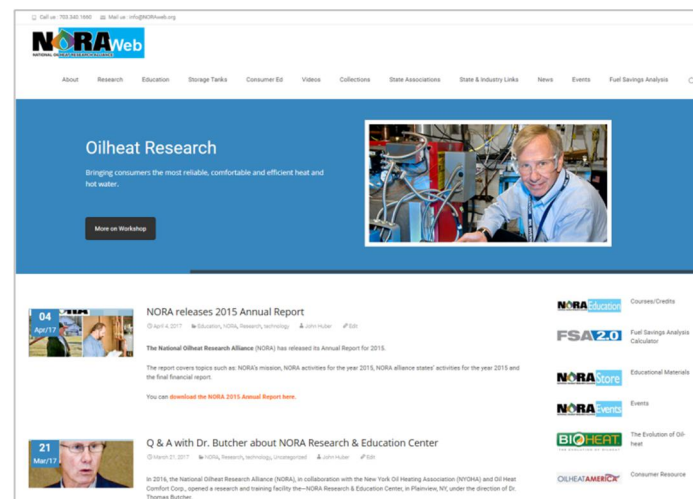 Call us : 703.340.1660 Mail us : info@NORAweb.org
NORA Web
NATIONAL OILHEAT RESEARCH ALLIANCE
About Research Education Storage Tanks Consumer Ed Videos Collections State Associations State & Industry Links News Events Fuel Savings Analysis
Oilheat Research
Bringing consumers the most reliable, comfortable and efficient heat and
hot water.
More on Workshop
04
Apr/17
NORA releases 2015 Annual Report
April 4, 2017 Education, NORA, Research, technology John Huber Edit
The National Oilheat Research Alliance (NORA) has released its Annual Report for 2015.
The report covers topics such as: NORA's mission, NORA activities for the year 2015, NORA alliance states' activities for the year 2015 and
the final financial report.
You can download the NORA 2015 Annual Report here.
21
Mar/17
Q & A with Dr. Butcher about NORA Research & Education Center
March 21, 2017 NORA, Research, technology, Uncategorized John Huber Edit
In 2016, the National Oilheat Research Alliance (NORA), in collaboration with the New York Oil Heating Association (NYOHA) and Oil Heat
Comfort Corp., opened a research and training facility the—NORA Research & Education Center, in Plainview, NY, under the direction of Dr.
Thomas Butcher
NORA Education Courses/Credits
FSA 2.0 Fuel Savings Analysis
Calculator
NORA Store Educational Materials
NORA Events Events
BIOHEAT The Evolution of Oil-
heat
OILHEATAMERICA Consumer Resource